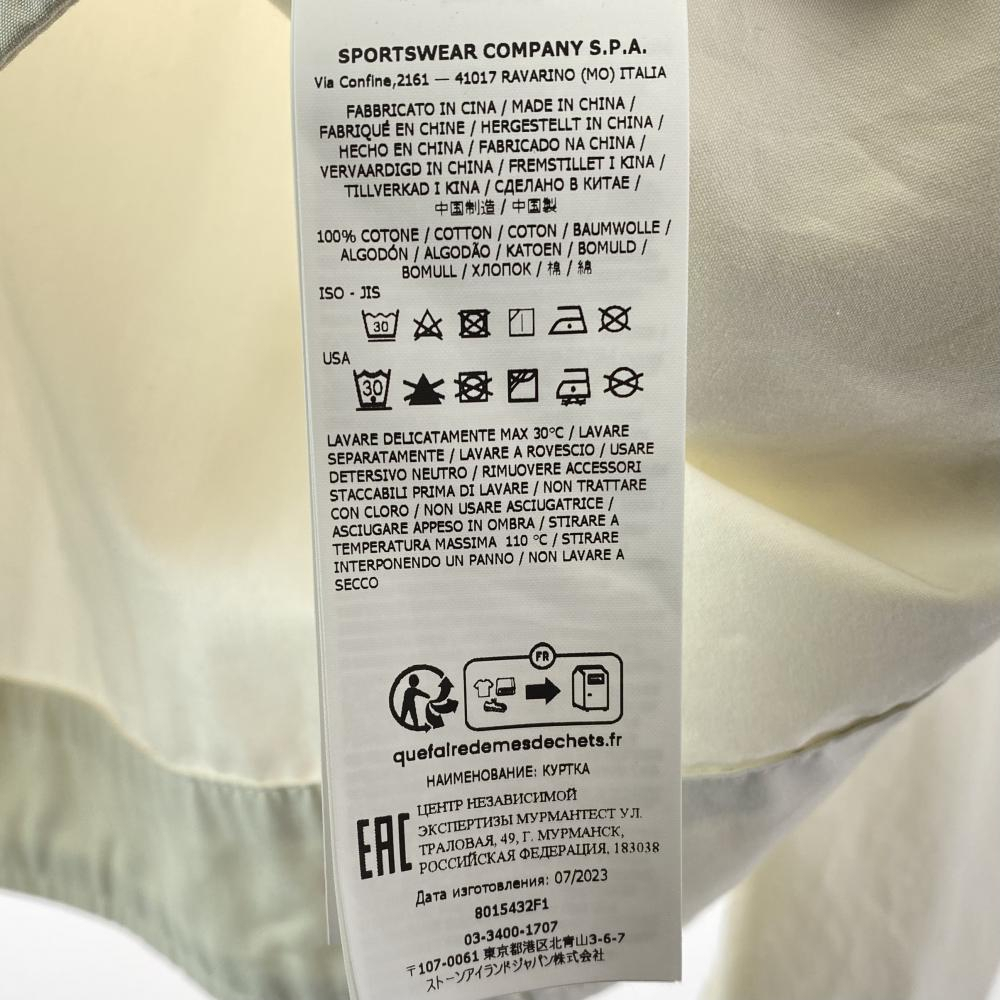 SPORTSWEAR COMPANY S.P.A.
Via Confine,2161 — 41017 RAVARINO (MO) ITALIA
FABBRICATO IN CINA / MADE IN CHINA /
FABRIQUÉ EN CHINE / HERGESTELLT IN CHINA /
HECHO EN CHINA / FABRICADO NA CHINA /
VERVAARDIGD IN CHINA / FREMSTILLET I KINA /
TILLVERKAD I KINA / СДЕЛАНО В КИТАЕ /
中国制造 / 中国製
100% COTONE / COTTON / COTON / BAUMWOLLE /
ALGODÓN / ALGODÃO / KATOEN / BOMULD /
BOMULL / ХЛОПОК / 棉 / 綿
ISO - JIS
30
USA
30
LAVARE DELICATAMENTE MAX 30°C / LAVARE
SEPARATAMENTE / LAVARE A ROVESCIO / USARE
DETERSIVO NEUTRO / RIMUOVERE ACCESSORI
STACCABILI PRIMA DI LAVARE / NON TRATTARE
CON CLORO / NON USARE ASCIUGATRICE /
ASCIUGARE APPESO IN OMBRA / STIRARE A
TEMPERATURA MASSIMA 110 °C / STIRARE
INTERPONENDO UN PANNO / NON LAVARE A
SECCO
FR
quefairedemesdechets.fr
НАИМЕНОВАНИЕ: КУРТКА
EAC
ЦЕНТР НЕЗАВИСИМОЙ
ЭКСПЕРТИЗЫ МУРМАНТЕСТ УЛ.
ТРАЛОВАЯ, 49, Г. МУРМАНСК,
РОССИЙСКАЯ ФЕДЕРАЦИЯ, 183038
Дата изготовления: 07/2023
8015432F1
03-3400-1707
〒107-0061 東京都港区北青山3-6-7
ストーンアイランドジャパン株式会社